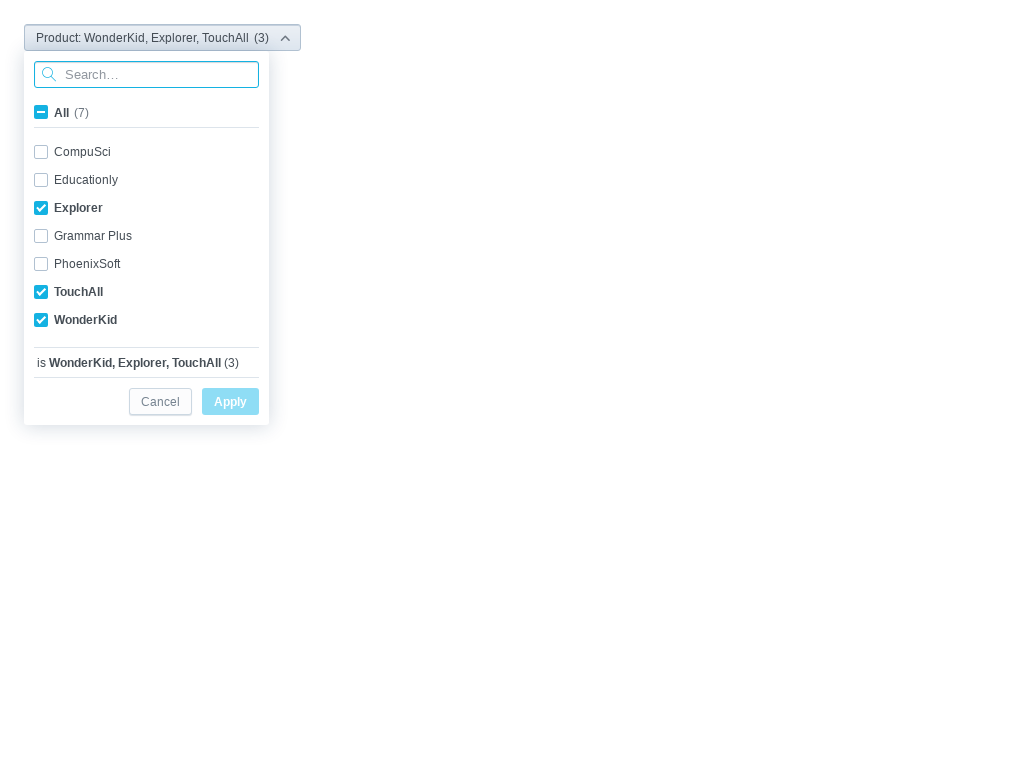 Product: WonderKid, Explorer, TouchAll (3)
Search…
All (7)
CompuSci
Educationly
Explorer
Grammar Plus
PhoenixSoft
TouchAll
WonderKid
is WonderKid, Explorer, TouchAll (3)
Cancel Apply